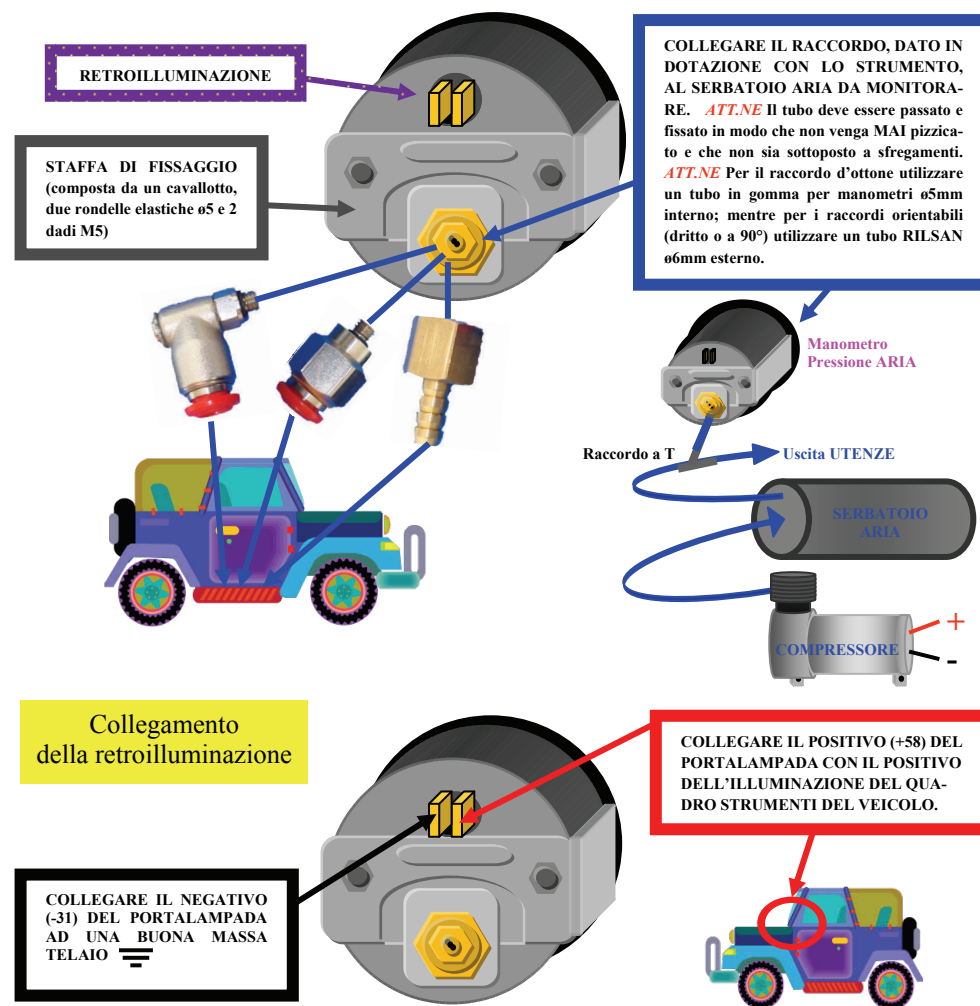 RETROILLUMINAZIONE
STAFFA DI FISSAGGIO
(composta da un cavallotto,
due rondelle elastiche ø5 e 2
dadi M5)
COLLEGARE IL RACCORDO, DATO IN
DOTAZIONE CON LO STRUMENTO,
AL SERBATOIO ARIA DA MONITORA-
RE. ATT.NE Il tubo deve essere passato e
fissato in modo che non venga MAI pizzica-
to e che non sia sottoposto a sfregamenti.
ATT.NE Per il raccordo d'ottone utilizzare
un tubo in gomma per manometri ø5mm
interno; mentre per i raccordi orientabili
(dritto o a 90°) utilizzare un tubo RILSAN
ø6mm esterno.
Manometro
Pressione ARIA
Raccordo a T
Uscita UTENZE
SERBATOIO
ARIA
COMPRESSORE
+
-
Collegamento
della retroilluminazione
COLLEGARE IL POSITIVO (+58) DEL
PORTALAMPADA CON IL POSITIVO
DELL'ILLUMINAZIONE DEL QUA-
DRO STRUMENTI DEL VEICOLO.
COLLEGARE IL NEGATIVO
(-31) DEL PORTALAMPADA
AD UNA BUONA MASSA
TELAIO